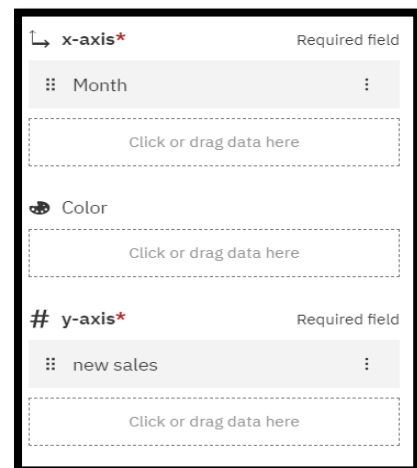 x-axis* Required field
Month
Click or drag data here
Color
Click or drag data here
# y-axis* Required field
new sales
Click or drag data here